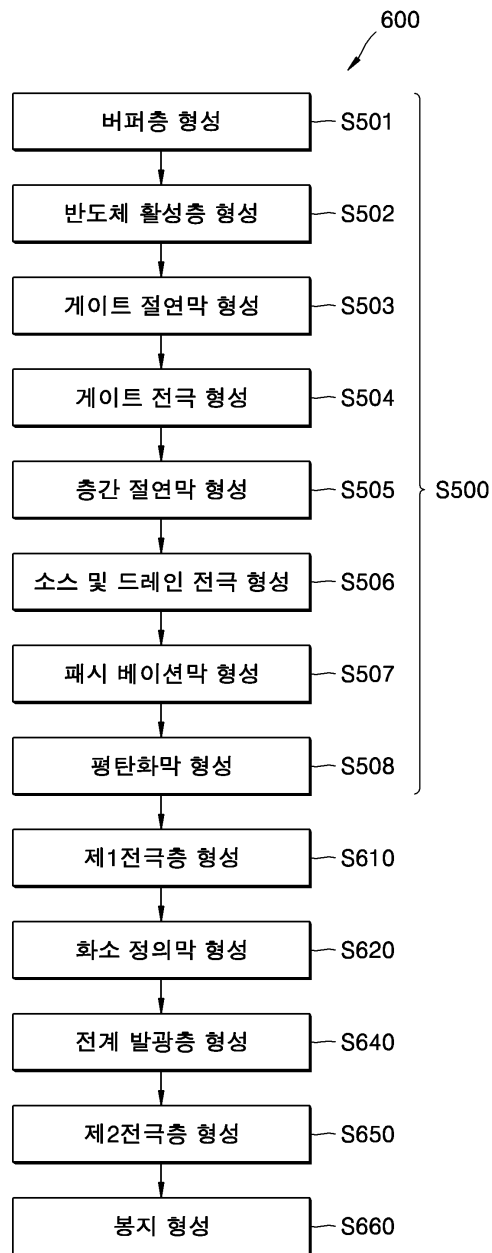 600
버퍼층 형성 S501
반도체 활성층 형성 S502
게이트 절연막 형성 S503
게이트 전극 형성 S504
층간 절연막 형성 S505
S500
소스 및 드레인 전극 형성 S506
패시 베이션막 형성 S507
평탄화막 형성 S508
제1전극층 형성 S610
화소 정의막 형성 S620
전계 발광층 형성 S640
제2전극층 형성 S650
봉지 형성 S660